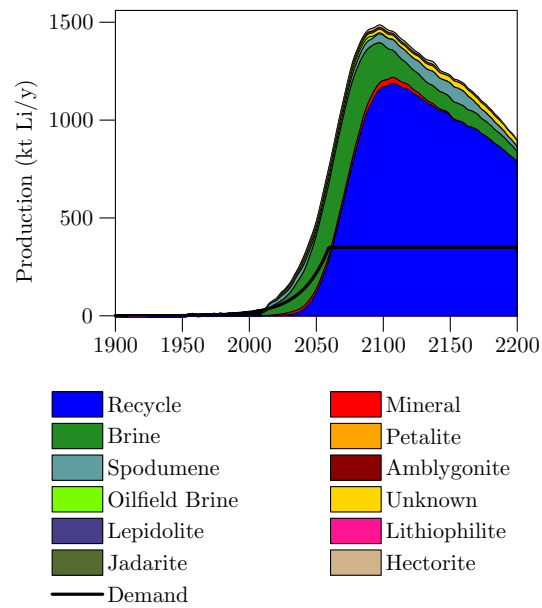 1500
1000
500
0
Production (kt Li/y)
1900 1950 2000 2050 2100 2150 2200
Recycle Mineral
Brine Petalite
Spodumene Amblygonite
Oilfield Brine Unknown
Lepidolite Lithiophilite
Jadarite Hectorite
Demand